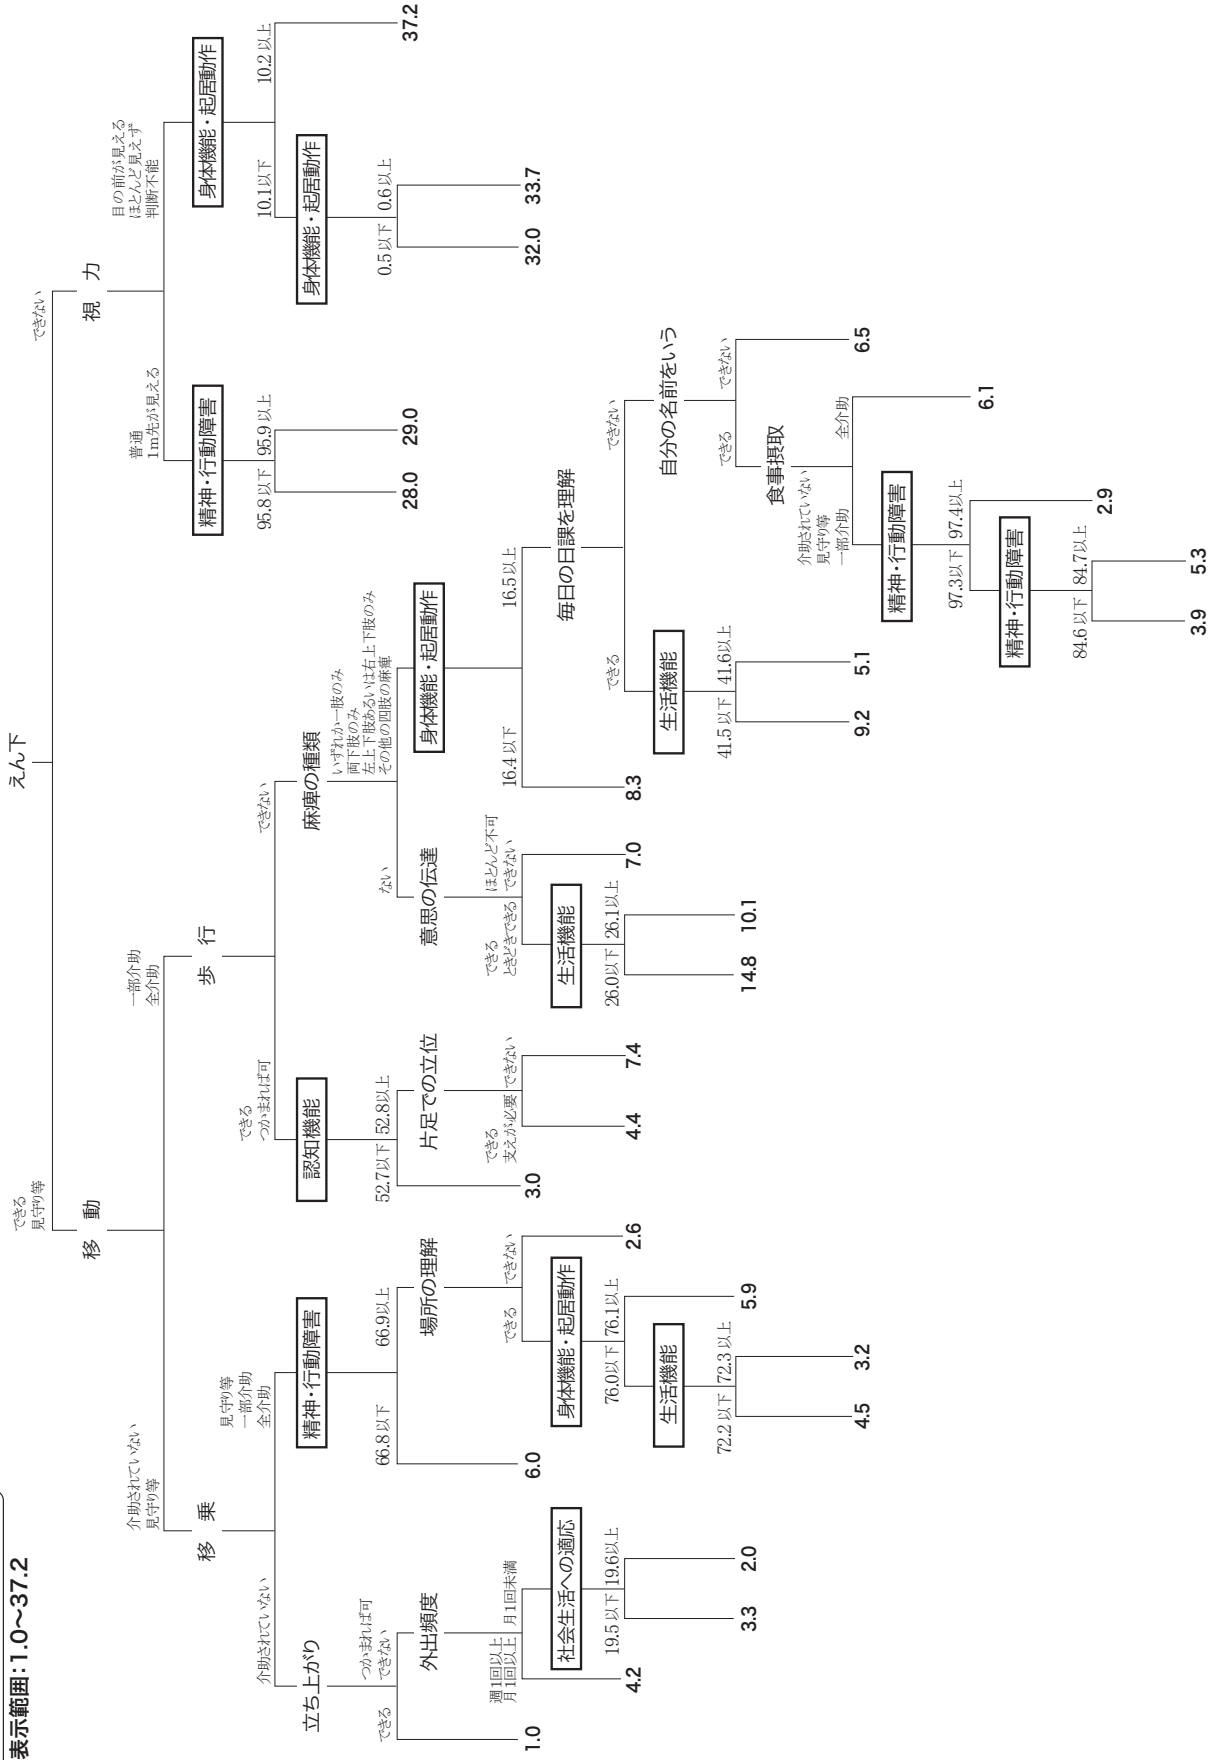 表示範囲：1.0〜37.2
えん下
できる
見守り等
できない
移　動
視　力
介助されていない
見守り等
一部介助
全介助
普通
1m先が見える
目の前が見える
ほとんど見えず
判断不能
移　乗
歩　行
精神・行動障害
身体機能・起居動作
介助されていない
見守り等
一部介助
全介助
できる
つかまれば可
できない
95.8以下
95.9以上
10.1以下
10.2以上
立ち上がり
精神・行動障害
認知機能
麻痺の種類
身体機能・起居動作
できる
つかまれば可
できない
66.8以下
66.9以上
52.7以下
52.8以上
ない
いずれか一肢のみ
両下肢のみ
左上下肢あるいは右上下肢のみ
その他の四肢の麻痺
28.0
29.0
0.5以下
0.6以上
37.2
外出頻度
場所の理解
片足での立位
意思の伝達
身体機能・起居動作
週1回以上
月1回以上
月1回未満
できる
できない
できる
支えが必要
できない
できる
ときどきできる
ほとんど不可
できない
16.4以下
16.5以上
1.0
6.0
3.0
32.0
33.7
社会生活への適応
身体機能・起居動作
生活機能
毎日の日課を理解
19.5以下
19.6以上
76.0以下
76.1以上
26.0以下
26.1以上
できる
できない
4.2
2.6
4.4
7.4
7.0
8.3
生活機能
生活機能
自分の名前をいう
72.2以下
72.3以上
41.5以下
41.6以上
できる
できない
3.3
2.0
5.9
14.8
10.1
食事摂取
介助されていない
見守り等
一部介助
全介助
4.5
3.2
9.2
5.1
6.5
精神・行動障害
97.3以下
97.4以上
6.1
精神・行動障害
84.6以下
84.7以上
2.9
3.9
5.3